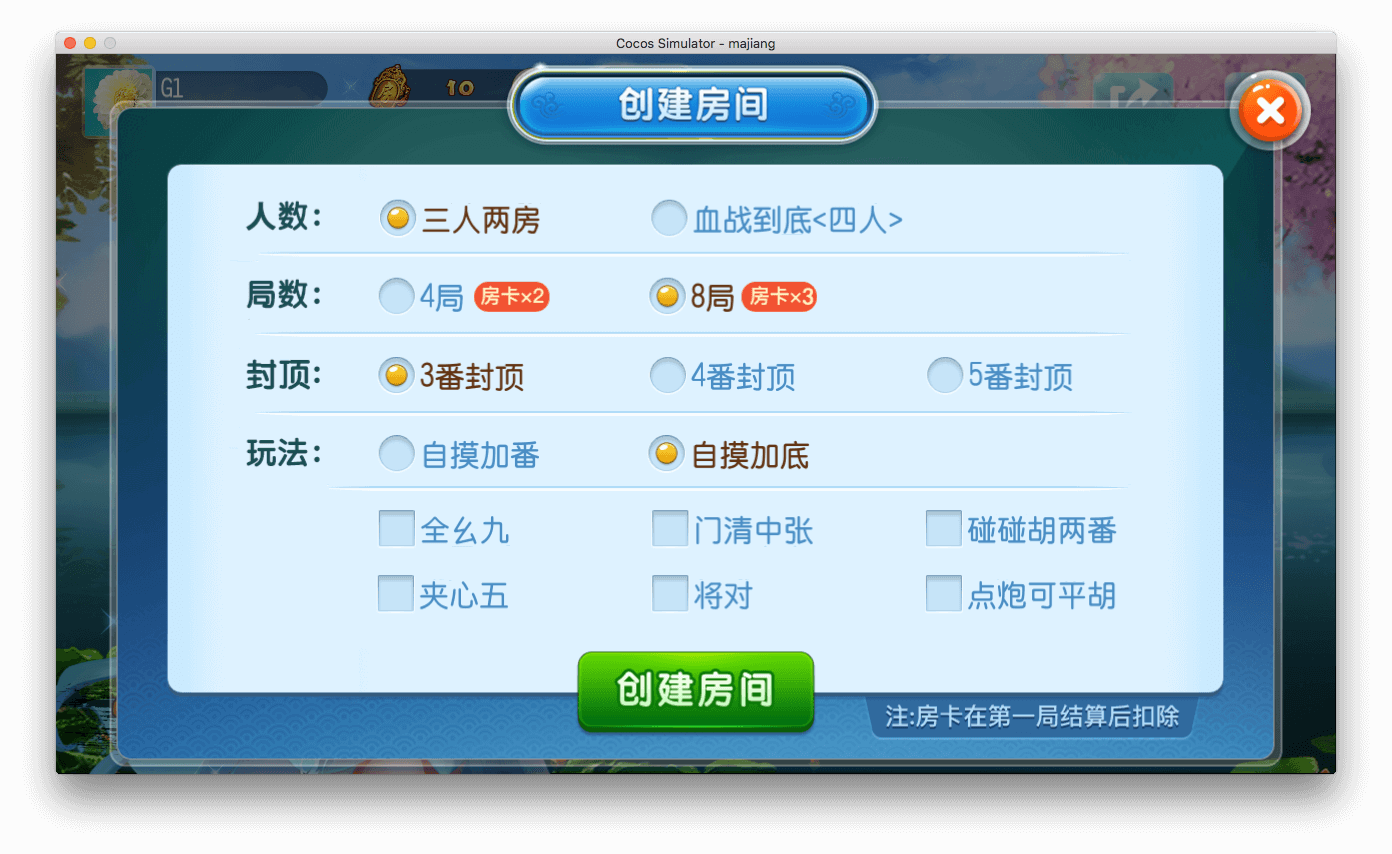 Cocos Simulator - majiang
G1
10
创建房间
人数: 三人两房 血战到底<四人>
局数: 4局 房卡×2 8局 房卡×3
封顶: 3番封顶 4番封顶 5番封顶
玩法: 自摸加番 自摸加底
全幺九 门清中张 碰碰胡两番
夹心五 将对 点炮可平胡
创建房间
注:房卡在第一局结算后扣除